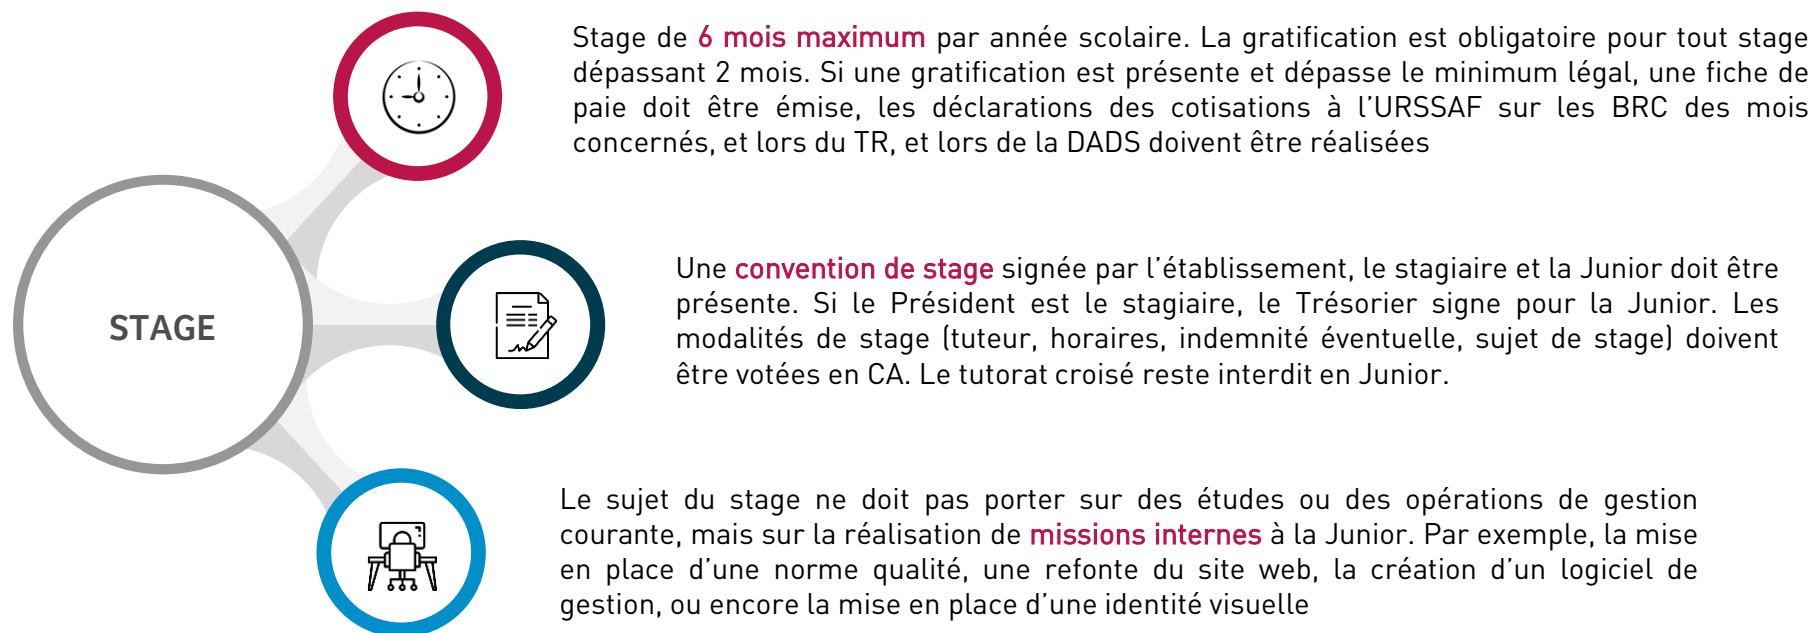 Stage de 6 mois maximum par année scolaire. La gratification est obligatoire pour tout stage
dépassant 2 mois. Si une gratification est présente et dépasse le minimum légal, une fiche de
paie doit être émise, les déclarations des cotisations à l’URSSAF sur les BRC des mois
concernés, et lors du TR, et lors de la DADS doivent être réalisées
STAGE
Une convention de stage signée par l’établissement, le stagiaire et la Junior doit être
présente. Si le Président est le stagiaire, le Trésorier signe pour la Junior. Les
modalités de stage (tuteur, horaires, indemnité éventuelle, sujet de stage) doivent
être votées en CA. Le tutorat croisé reste interdit en Junior.
Le sujet du stage ne doit pas porter sur des études ou des opérations de gestion
courante, mais sur la réalisation de missions internes à la Junior. Par exemple, la mise
en place d’une norme qualité, une refonte du site web, la création d’un logiciel de
gestion, ou encore la mise en place d’une identité visuelle